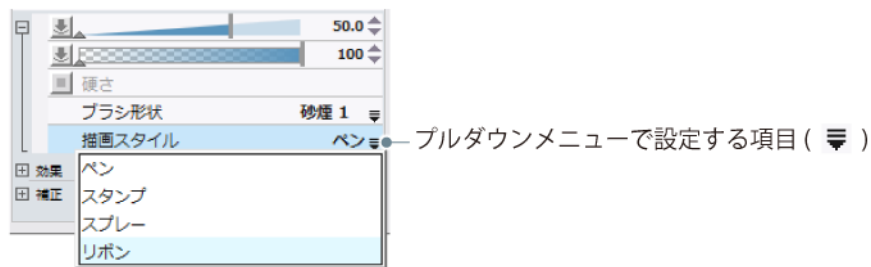 50.0
100
硬さ
ブラシ形状 砂煙 1
描画スタイル ペン
プルダウンメニューで設定する項目( )
効果
ペン
補正
スタンプ
スプレー
リボン